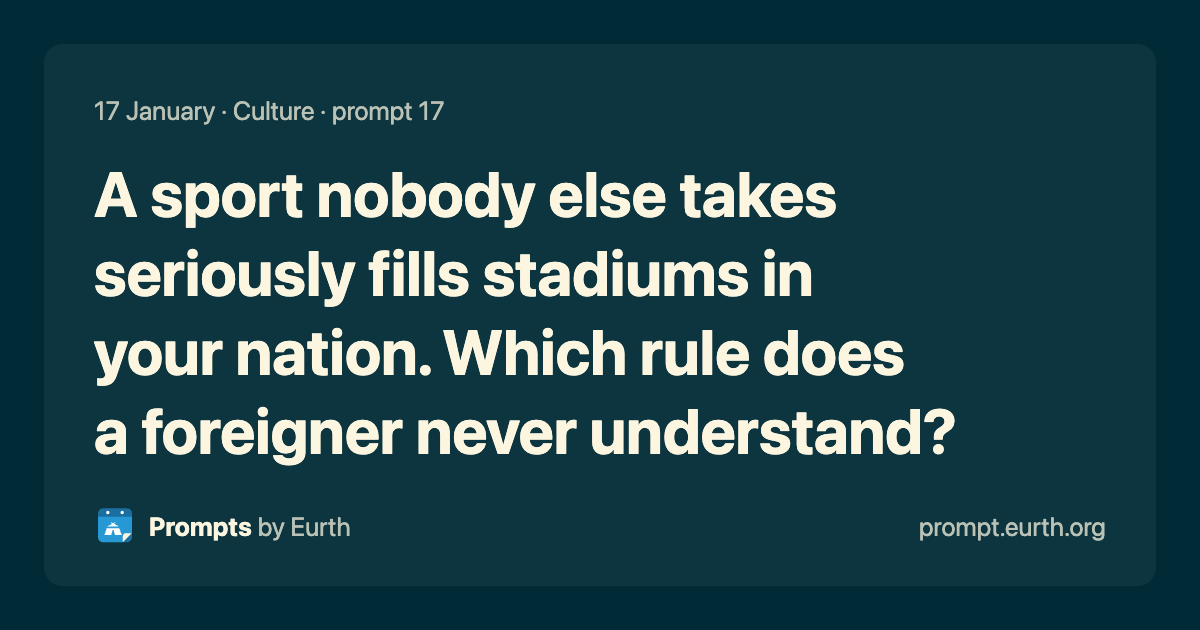 17 January · Culture · prompt 17
A sport nobody else takes
seriously fills stadiums in
your nation. Which rule does
a foreigner never understand?
Prompts by Eurth
prompt.eurth.org